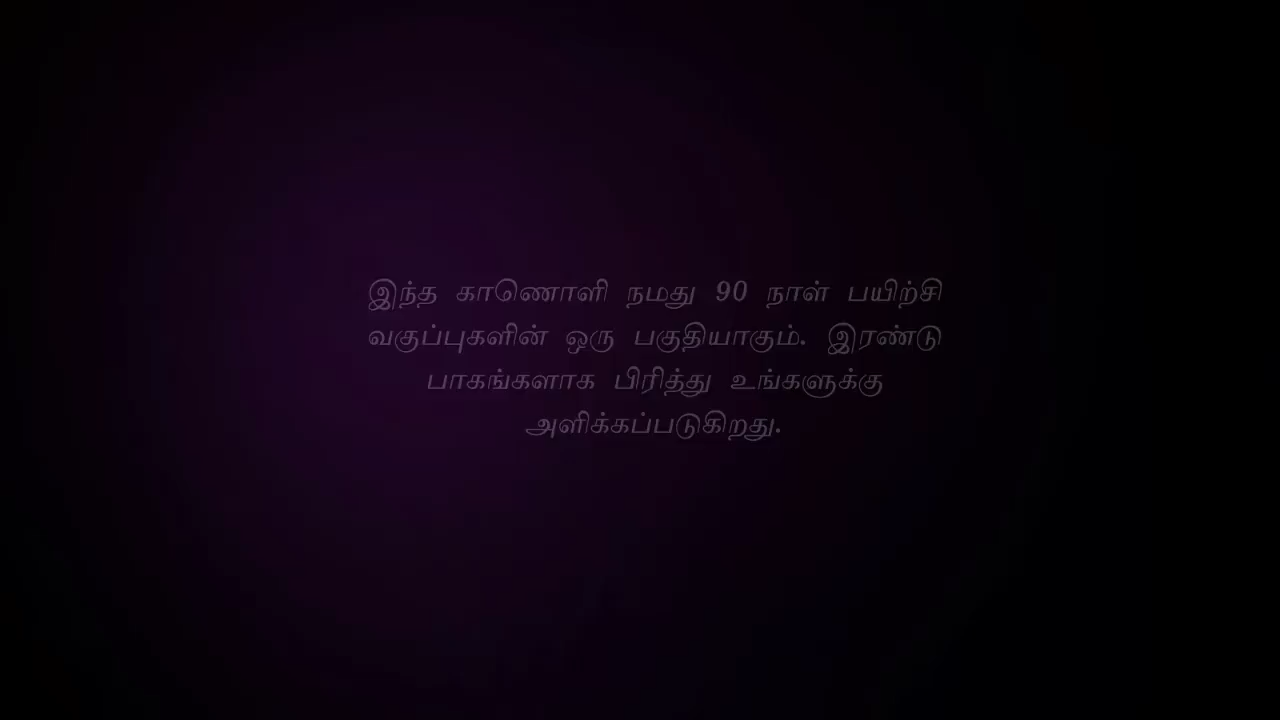 இந்த காணொளி நமது 90 நாள் பயிற்சி
வகுப்புகளின் ஒரு பகுதியாகும். இரண்டு
பாகங்களாக பிரித்து உங்களுக்கு
அளிக்கப்படுகிறது.